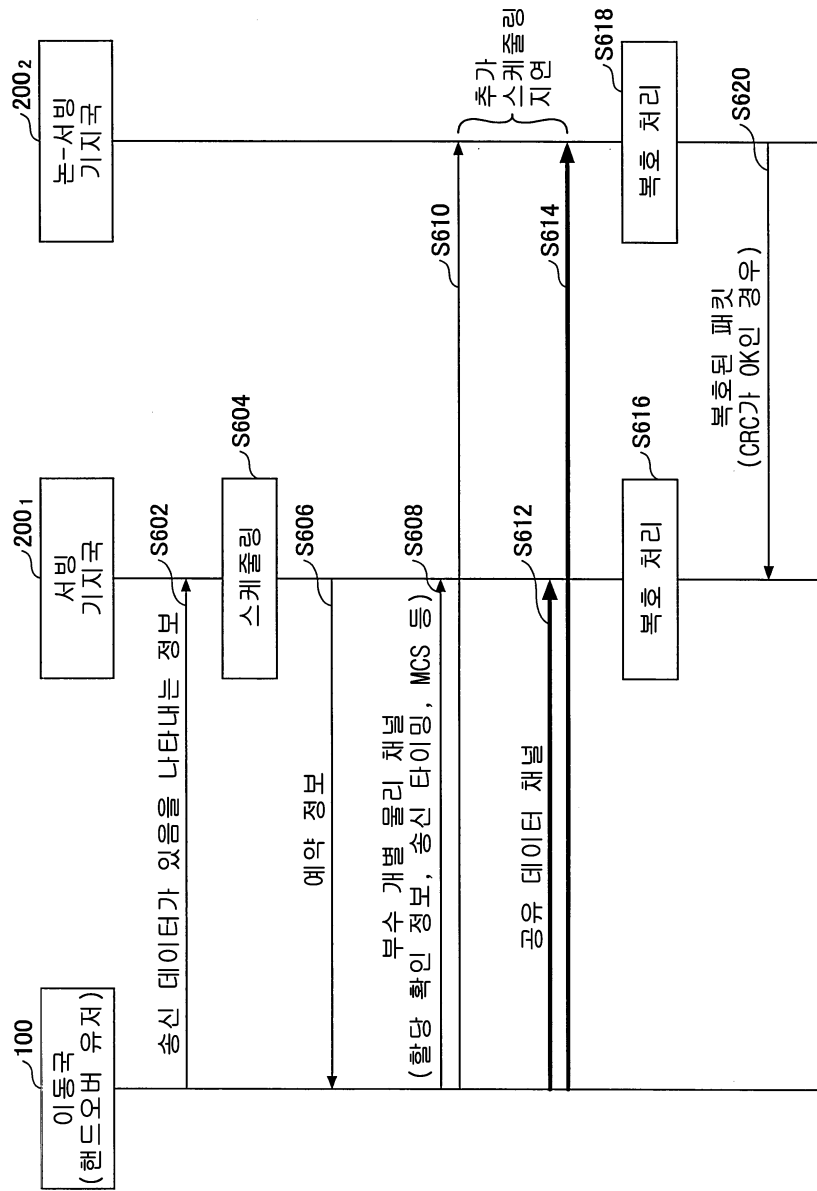 100
이동국
(핸드오버 유저)
200₁
서빙
기지국
200₂
논-서빙
기지국
송신 데이터가 있음을 나타내는 정보
S602
스케줄링
S604
예약 정보
S606
부수 개별 물리 채널
(할당 확인 정보, 송신 타이밍, MCS 등)
S608
S610
추가
스케줄링
지연
공유 데이터 채널
S612
S614
복호 처리
S616
복호 처리
S618
복호된 패킷
(CRC가 OK인 경우)
S620